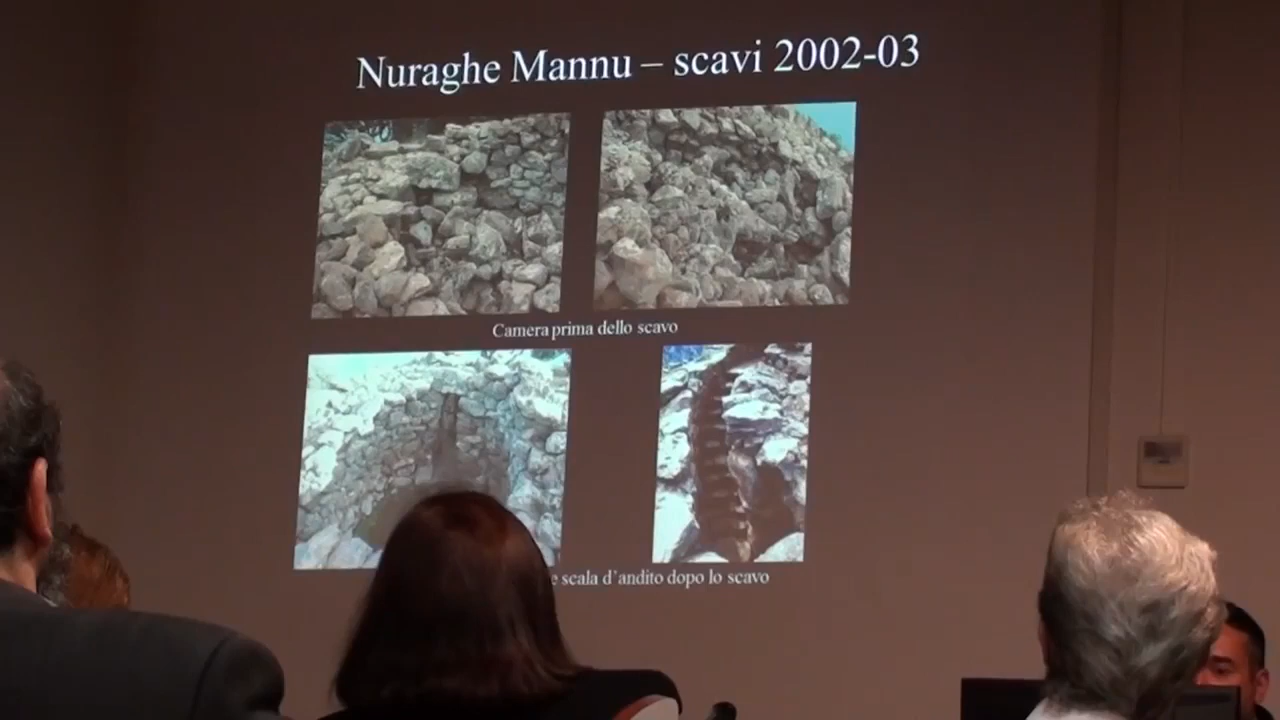 Nuraghe Mannu – scavi 2002-03
Camera prima dello scavo
e scala d'andito dopo lo scavo